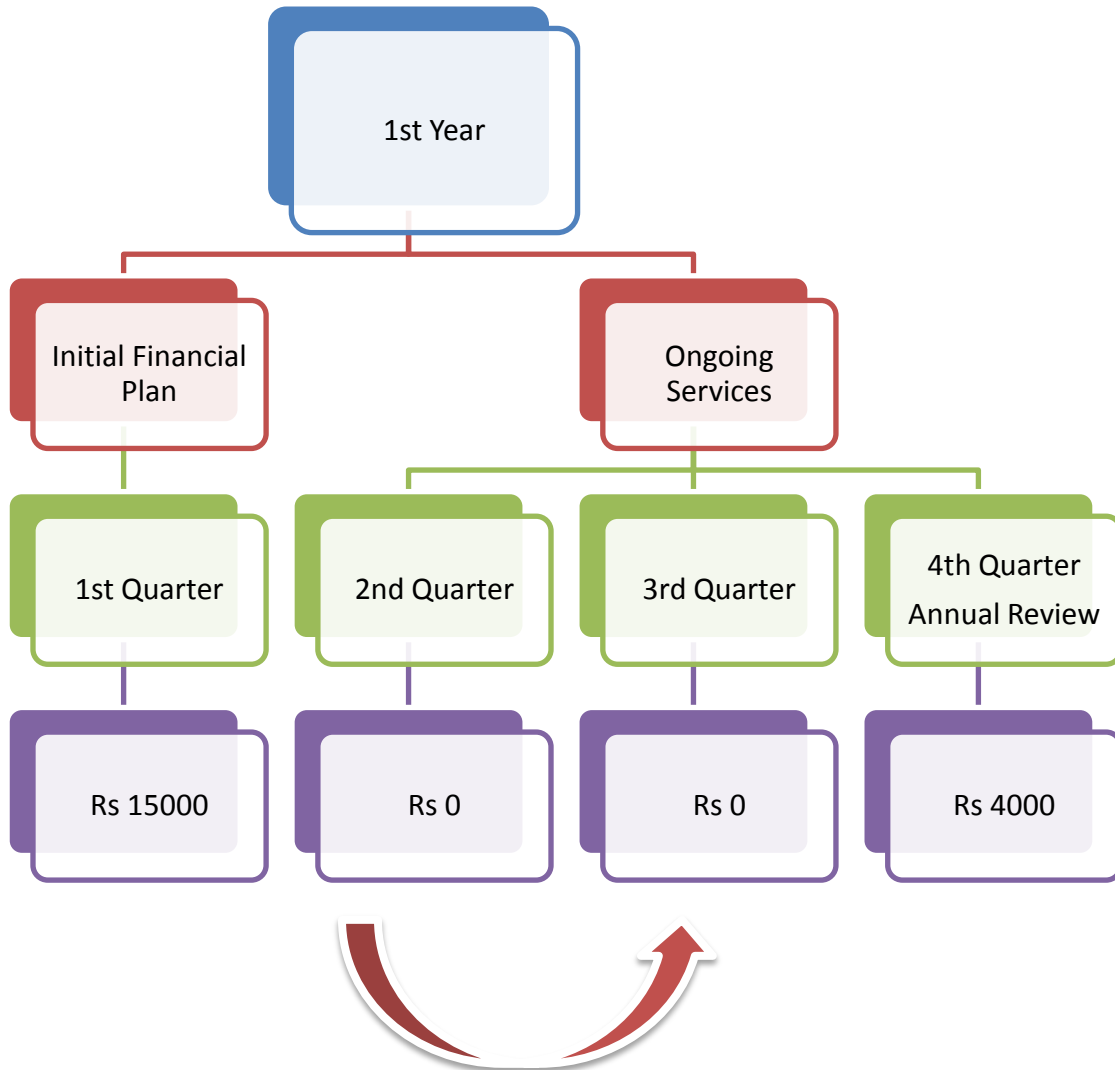 1st Year
Initial Financial
Plan
Ongoing
Services
1st Quarter
2nd Quarter
3rd Quarter
4th Quarter
Annual Review
Rs 15000
Rs 0
Rs 0
Rs 4000